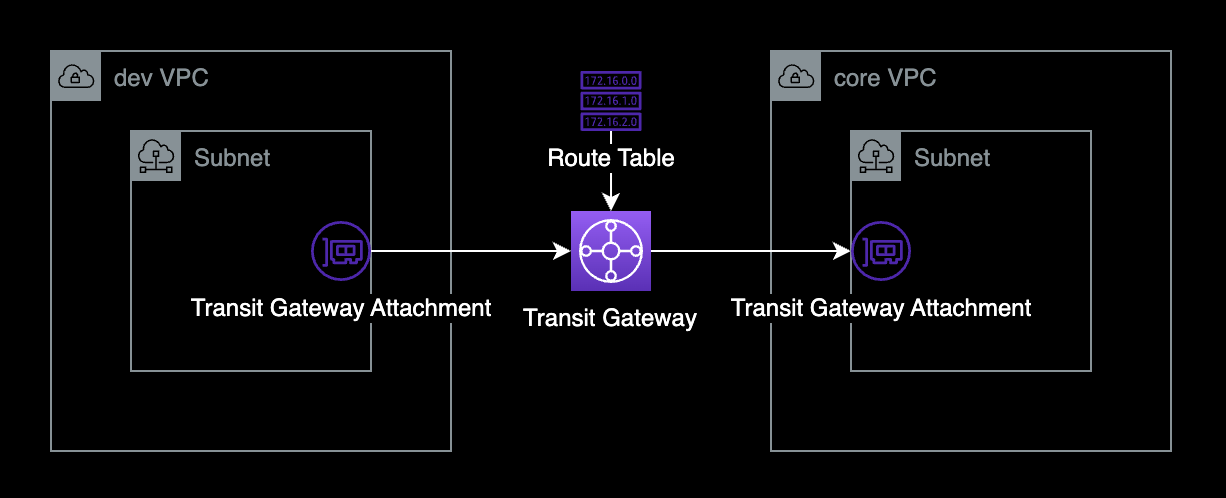 dev VPC
Subnet
Transit Gateway Attachment
172.16.0.0
172.16.1.0
172.16.2.0
Route Table
Transit Gateway
core VPC
Subnet
Transit Gateway Attachment